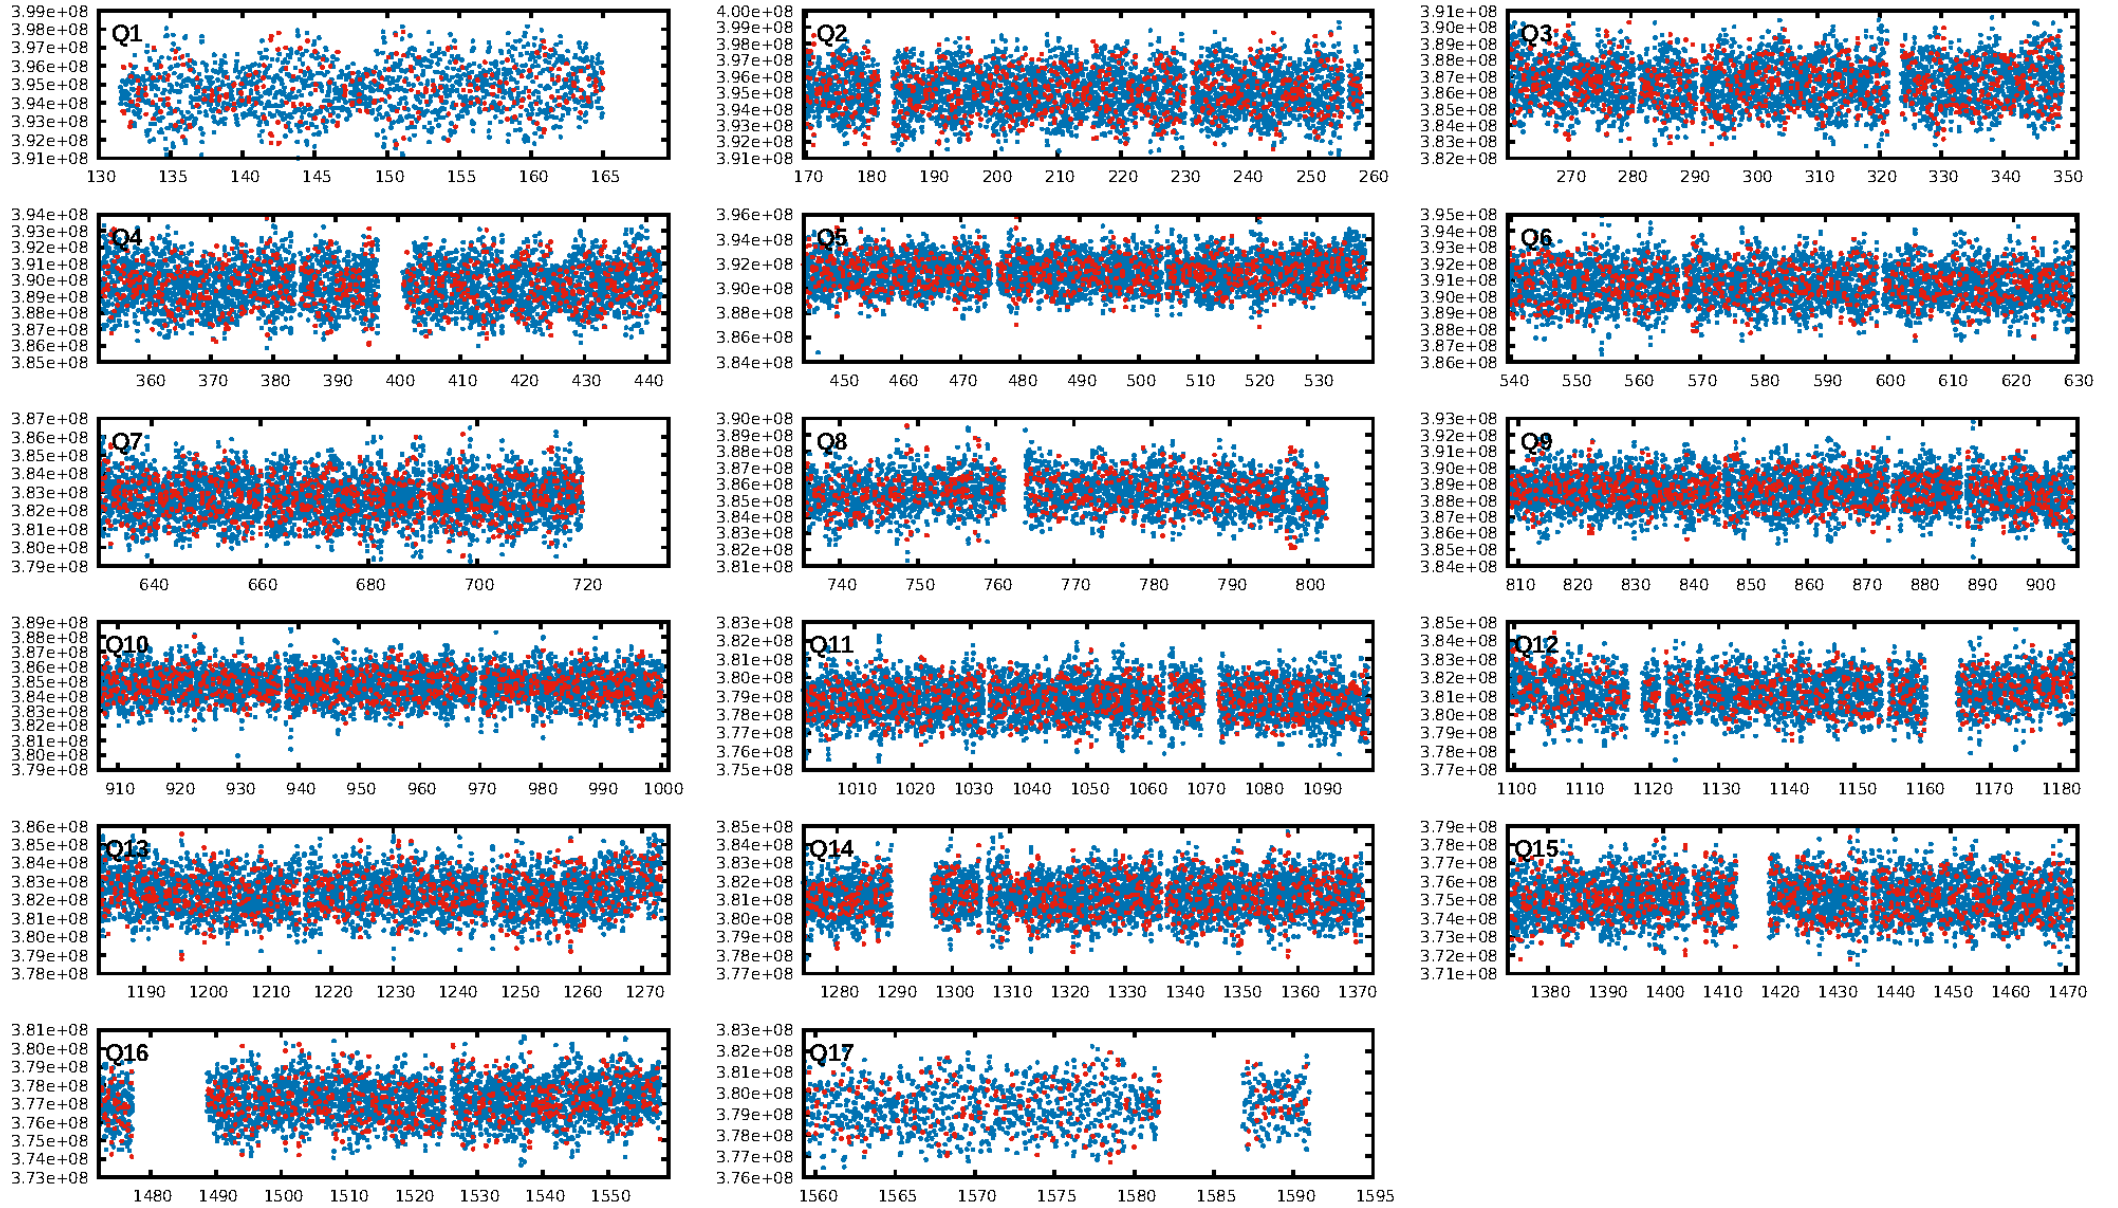 Q1
3.99e+08
3.98e+08
3.97e+08
3.96e+08
3.95e+08
3.94e+08
3.93e+08
3.92e+08
3.91e+08
130 135 140 145 150 155 160 165
Q2
4.00e+08
3.99e+08
3.98e+08
3.97e+08
3.96e+08
3.95e+08
3.94e+08
3.93e+08
3.92e+08
3.91e+08
170 180 190 200 210 220 230 240 250 260
Q3
3.91e+08
3.90e+08
3.89e+08
3.88e+08
3.87e+08
3.86e+08
3.85e+08
3.84e+08
3.83e+08
3.82e+08
270 280 290 300 310 320 330 340 350
Q4
3.94e+08
3.93e+08
3.92e+08
3.91e+08
3.90e+08
3.89e+08
3.88e+08
3.87e+08
3.86e+08
3.85e+08
360 370 380 390 400 410 420 430 440
Q5
3.96e+08
3.94e+08
3.92e+08
3.90e+08
3.88e+08
3.86e+08
3.84e+08
450 460 470 480 490 500 510 520 530
Q6
3.95e+08
3.94e+08
3.93e+08
3.92e+08
3.91e+08
3.90e+08
3.89e+08
3.88e+08
3.87e+08
3.86e+08
540 550 560 570 580 590 600 610 620 630
Q7
3.87e+08
3.86e+08
3.85e+08
3.84e+08
3.83e+08
3.82e+08
3.81e+08
3.80e+08
3.79e+08
640 660 680 700 720
Q8
3.90e+08
3.89e+08
3.88e+08
3.87e+08
3.86e+08
3.85e+08
3.84e+08
3.83e+08
3.82e+08
3.81e+08
740 750 760 770 780 790 800
Q9
3.93e+08
3.92e+08
3.91e+08
3.90e+08
3.89e+08
3.88e+08
3.87e+08
3.86e+08
3.85e+08
3.84e+08
810 820 830 840 850 860 870 880 890 900
Q10
3.89e+08
3.88e+08
3.87e+08
3.86e+08
3.85e+08
3.84e+08
3.83e+08
3.82e+08
3.81e+08
3.80e+08
3.79e+08
910 920 930 940 950 960 970 980 990 1000
Q11
3.83e+08
3.82e+08
3.81e+08
3.80e+08
3.79e+08
3.78e+08
3.77e+08
3.76e+08
3.75e+08
1010 1020 1030 1040 1050 1060 1070 1080 1090
Q12
3.85e+08
3.84e+08
3.83e+08
3.82e+08
3.81e+08
3.80e+08
3.79e+08
3.78e+08
3.77e+08
1100 1110 1120 1130 1140 1150 1160 1170 1180
Q13
3.86e+08
3.85e+08
3.84e+08
3.83e+08
3.82e+08
3.81e+08
3.80e+08
3.79e+08
3.78e+08
1190 1200 1210 1220 1230 1240 1250 1260 1270
Q14
3.85e+08
3.84e+08
3.83e+08
3.82e+08
3.81e+08
3.80e+08
3.79e+08
3.78e+08
3.77e+08
1280 1290 1300 1310 1320 1330 1340 1350 1360 1370
Q15
3.79e+08
3.78e+08
3.77e+08
3.76e+08
3.75e+08
3.74e+08
3.73e+08
3.72e+08
3.71e+08
1380 1390 1400 1410 1420 1430 1440 1450 1460 1470
Q16
3.81e+08
3.80e+08
3.79e+08
3.78e+08
3.77e+08
3.76e+08
3.75e+08
3.74e+08
3.73e+08
1480 1490 1500 1510 1520 1530 1540 1550
Q17
3.83e+08
3.82e+08
3.81e+08
3.80e+08
3.79e+08
3.78e+08
3.77e+08
3.76e+08
1560 1565 1570 1575 1580 1585 1590 1595